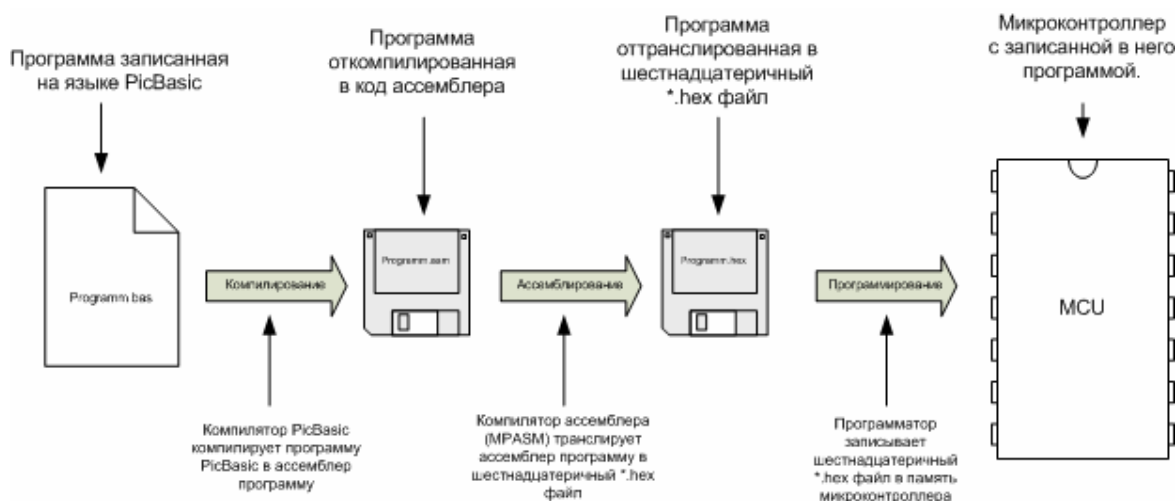 Программа записанная
на языке PicBasic
Программа
откомпилированная
в код ассемблера
Программа
оттранслированная в
шестнадцатеричный
*.hex файл
Микроконтроллер
с записанной в него
программой.
Programm.bas
Компилирование
Programm.asm
Ассемблирование
Programm.hex
Программирование
MCU
Компилятор PicBasic
компилирует программу
PicBasic в ассемблер
программу
Компилятор ассемблера
(MPASM) транслирует
ассемблер программу в
шестнадцатеричный *.hex
файл
Программатор
записывает
шестнадцатеричный
*.hex файл в память
микроконтроллера